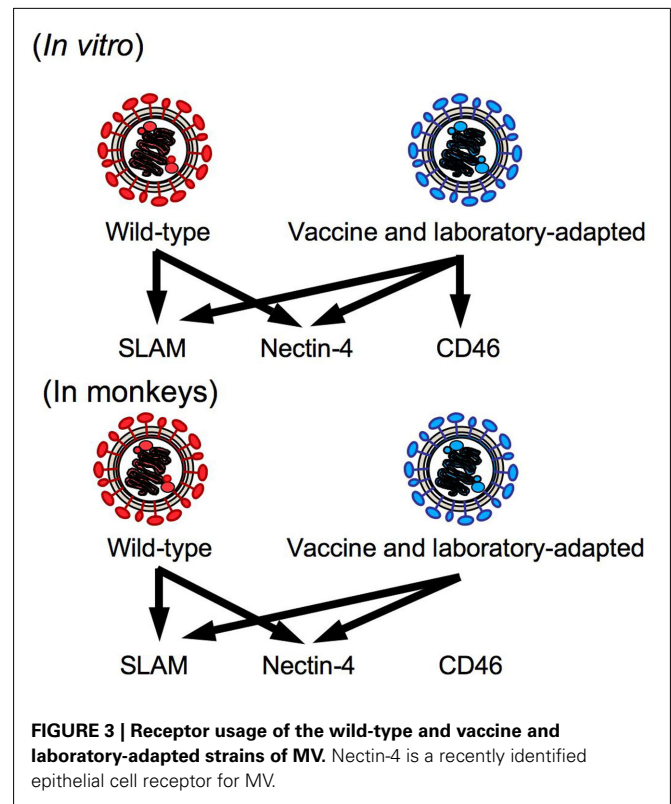 (In vitro)
Wild-type Vaccine and laboratory-adapted
SLAM Nectin-4 CD46
(In monkeys)
Wild-type Vaccine and laboratory-adapted
SLAM Nectin-4 CD46
FIGURE 3 | Receptor usage of the wild-type and vaccine and
laboratory-adapted strains of MV. Nectin-4 is a recently identified
epithelial cell receptor for MV.